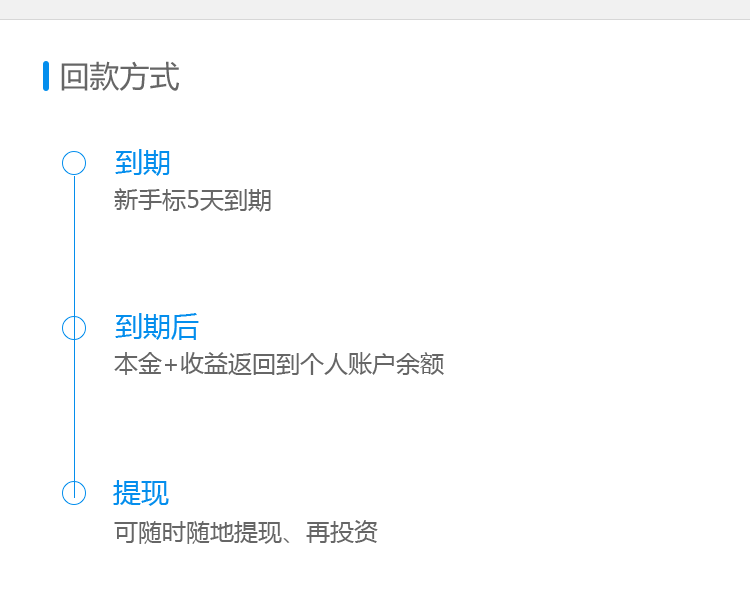 回款方式
到期
新手标5天到期
到期后
本金+收益返回到个人账户余额
提现
可随时随地提现、再投资